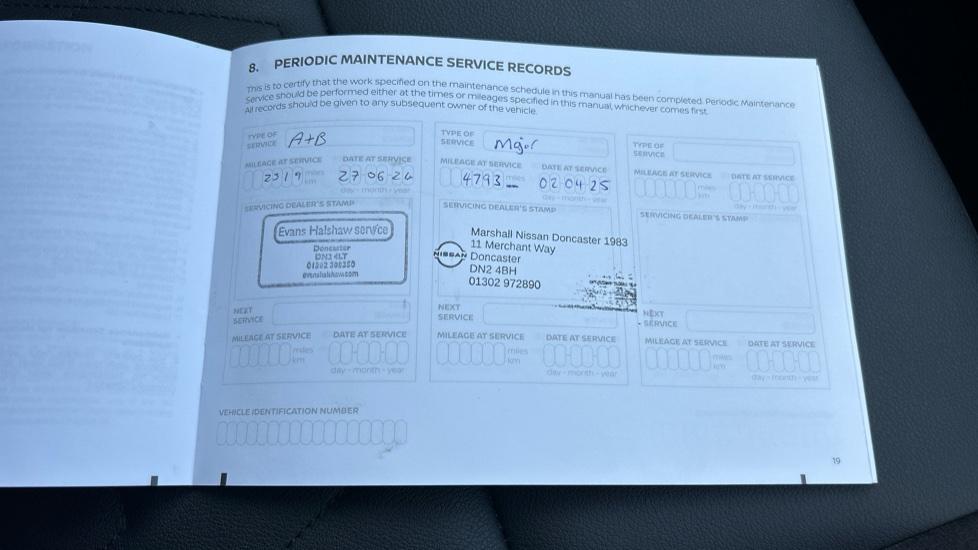 8. PERIODIC MAINTENANCE SERVICE RECORDS
This is to certify that the work specified on the maintenance schedule in this manual has been completed. Periodic Maintenance
Service should be performed either at the times or mileages specified in this manual, whichever comes first.
All records should be given to any subsequent owner of the vehicle.
TYPE OF SERVICE A+B
MILEAGE AT SERVICE DATE AT SERVICE
2319 miles km 27-06-24
day - month - year
SERVICING DEALER'S STAMP
Evans Halshaw service
Doncaster
DN2 4LT
evanshalshaw.com
NEXT SERVICE
MILEAGE AT SERVICE DATE AT SERVICE
miles km
day - month - year
TYPE OF SERVICE Major
MILEAGE AT SERVICE DATE AT SERVICE
4793 miles 02-04-25
day - month - year
SERVICING DEALER'S STAMP
NISSAN
Marshall Nissan Doncaster 1983
11 Merchant Way
Doncaster
DN2 4BH
01302 972890
NEXT SERVICE
MILEAGE AT SERVICE DATE AT SERVICE
miles km
day - month - year
TYPE OF SERVICE
MILEAGE AT SERVICE DATE AT SERVICE
miles km
day - month - year
SERVICING DEALER'S STAMP
NEXT SERVICE
MILEAGE AT SERVICE DATE AT SERVICE
miles km
day - month - year
VEHICLE IDENTIFICATION NUMBER
19